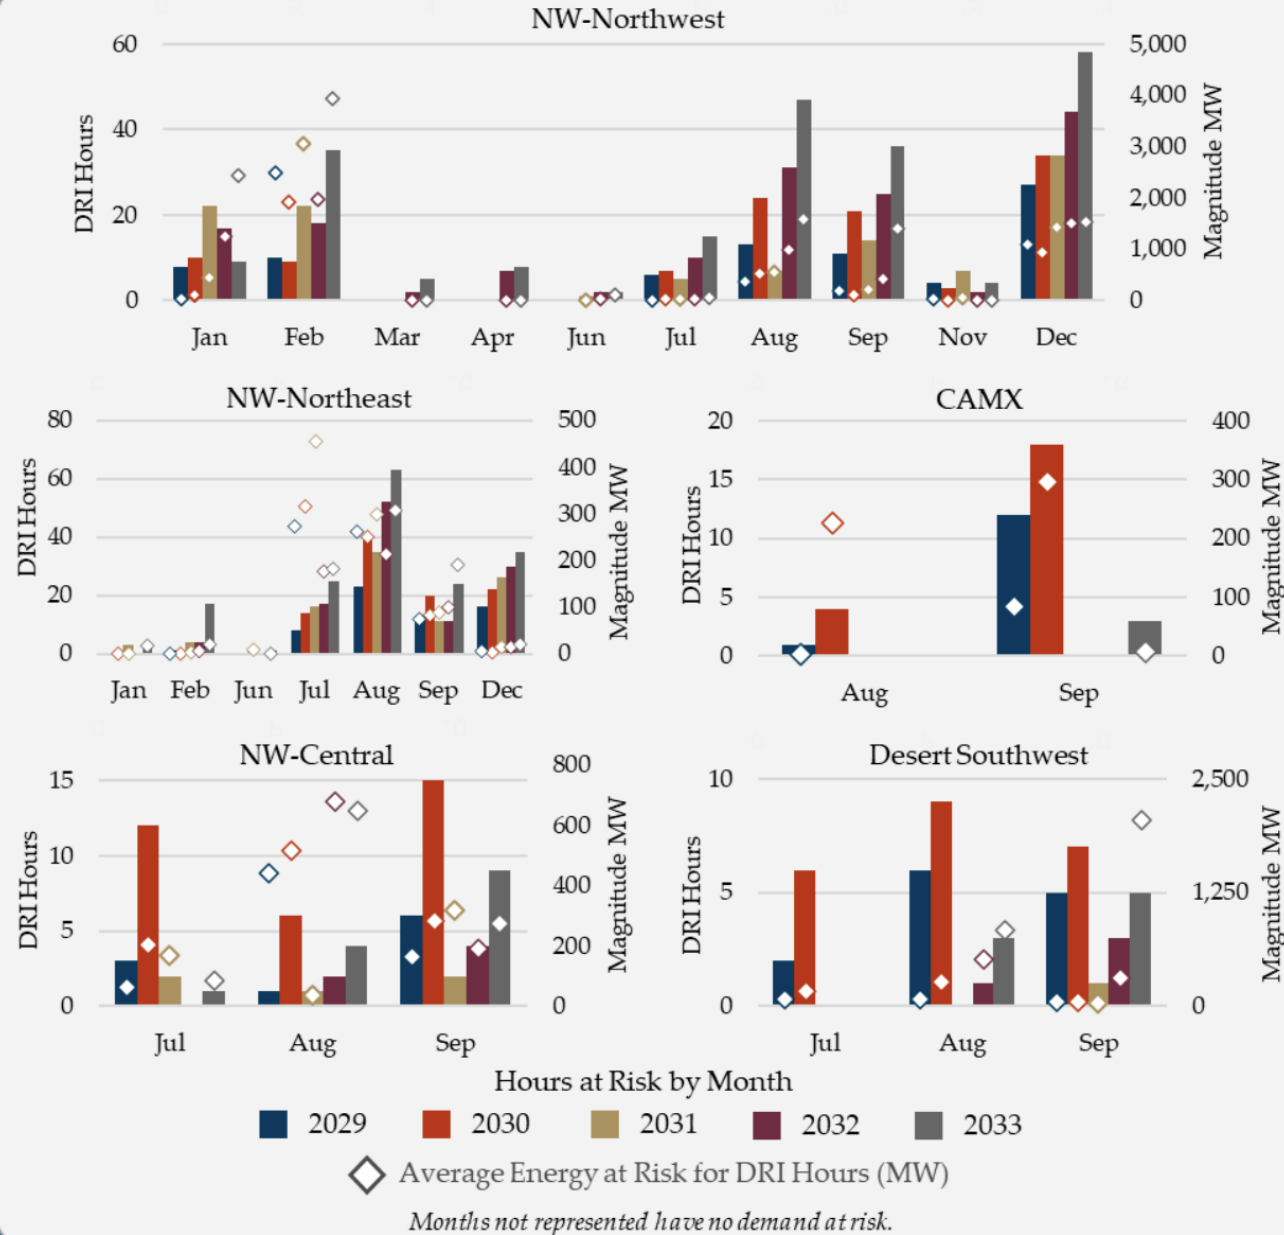 NW-Northwest
60 5,000
4,000
40 3,000
2,000
20 1,000
0 0
DRI Hours
Magnitude MW
Jan Feb Mar Apr Jun Jul Aug Sep Nov Dec
NW-Northeast
80 500
400
60 300
40 200
20 100
0 0
DRI Hours
Magnitude MW
Jan Feb Jun Jul Aug Sep Dec
CAMX
20 400
15 300
10 200
5 100
0 0
DRI Hours
Magnitude MW
Aug Sep
NW-Central
15 800
600
10 400
5 200
0 0
DRI Hours
Magnitude MW
Jul Aug Sep
Desert Southwest
10 2,500
5 1,250
0 0
DRI Hours
Magnitude MW
Jul Aug Sep
Hours at Risk by Month
2029 2030 2031 2032 2033
Average Energy at Risk for DRI Hours (MW)
Months not represented have no demand at risk.